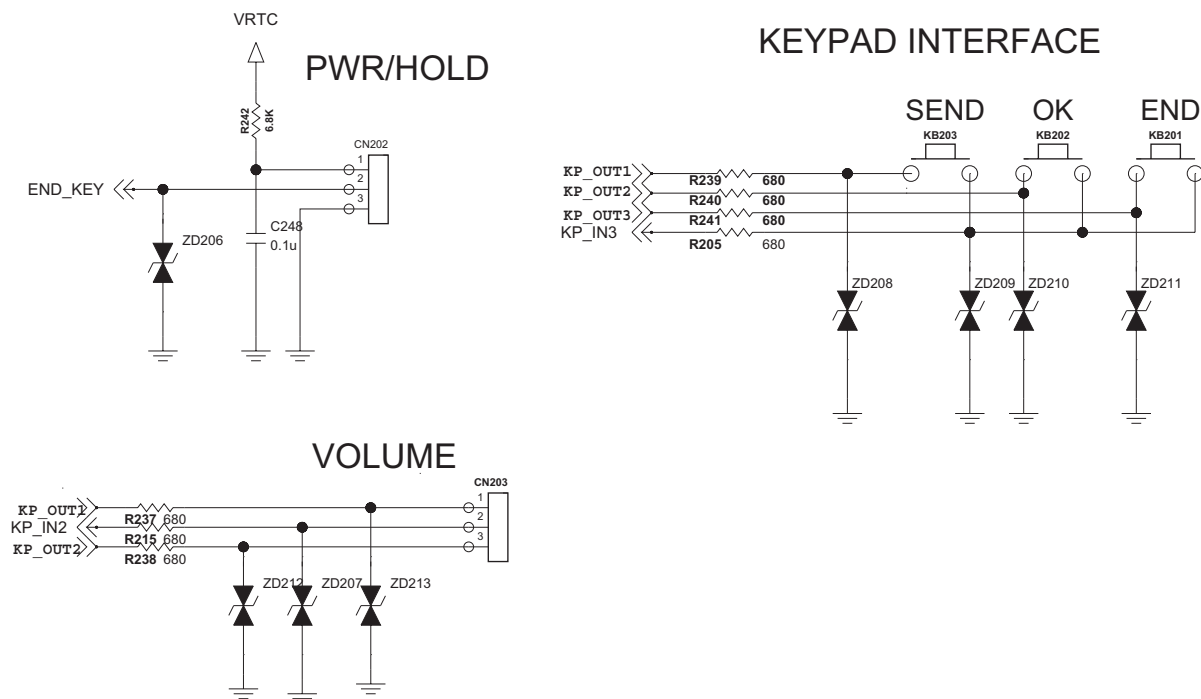 VRTC
PWR/HOLD
R242
6.8K
CN202
1
2
3
END_KEY
ZD206
C248
0.1u
KEYPAD INTERFACE
SEND OK END
KB203 KB202 KB201
KP_OUT1
R239 680
KP_OUT2
R240 680
KP_OUT3
R241 680
KP_IN3
R205 680
ZD208 ZD209 ZD210 ZD211
VOLUME
CN203
KP_OUT1 1
R237 680
KP_IN2 2
R215 680
KP_OUT2 3
R238 680
ZD212 ZD207 ZD213